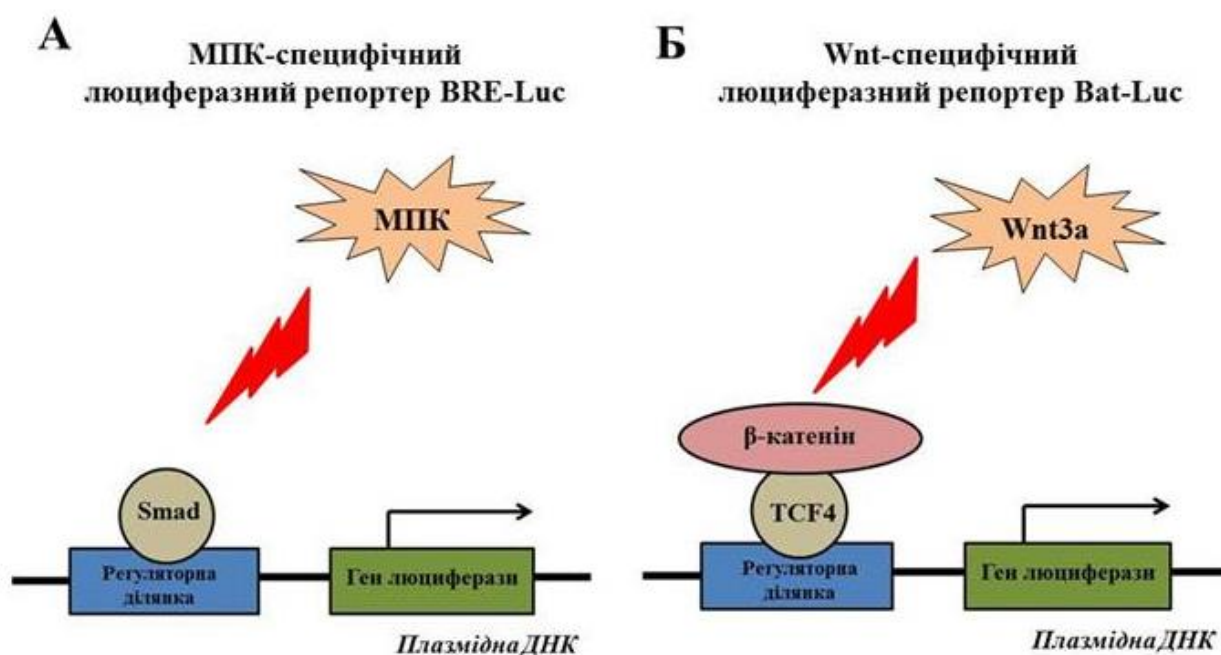 А
МПК-специфічний
люциферазний репортер BRE-Luc
МПК
Smad
Регуляторна
ділянка
Ген люциферази
Плазмідна ДНК
Б
Wnt-специфічний
люциферазний репортер Bat-Luc
Wnt3a
β-катенін
TCF4
Регуляторна
ділянка
Ген люциферази
Плазмідна ДНК